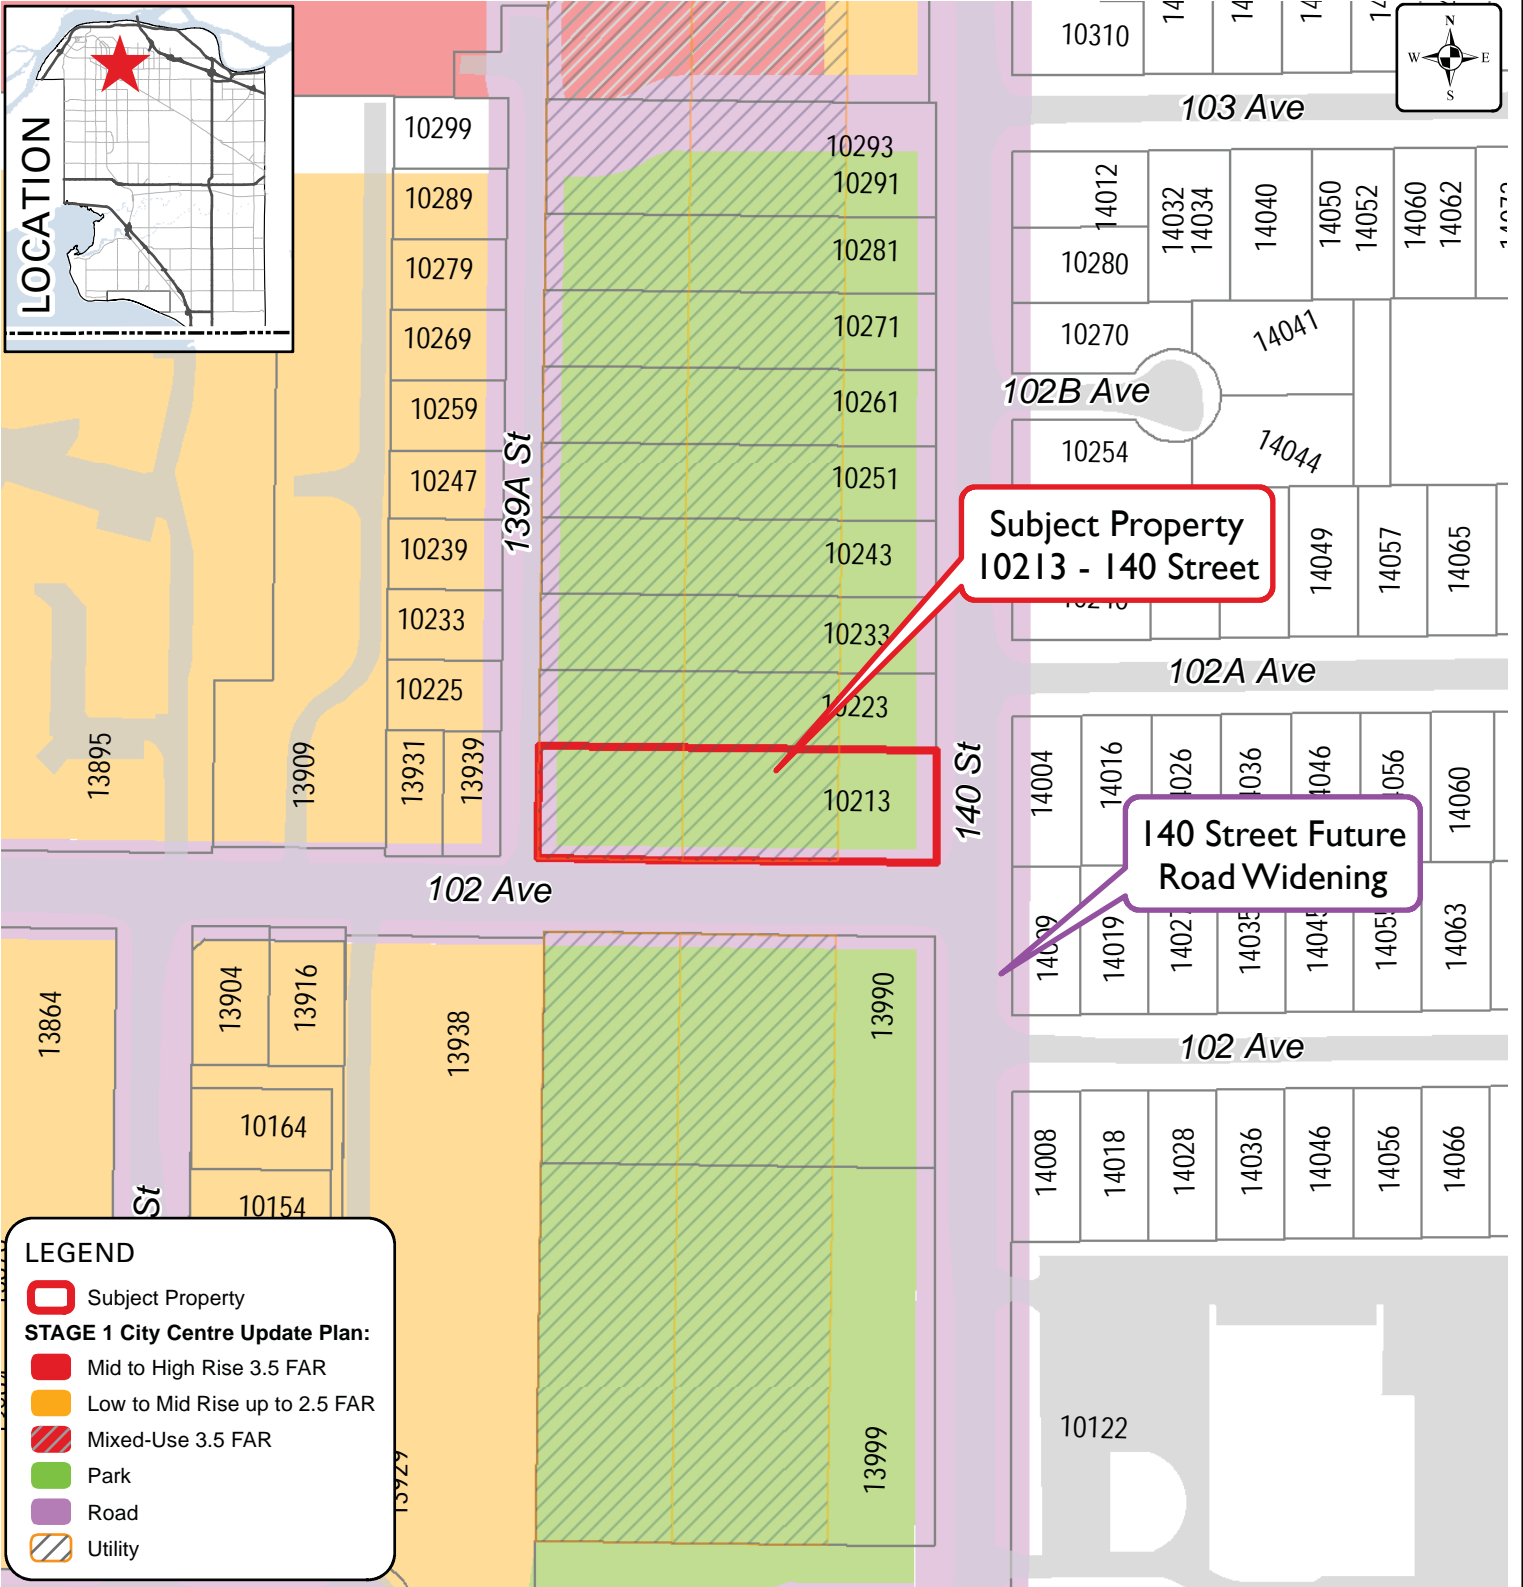 LOCATION
N
W
E
S
10310
103 Ave
10299
10289
10279
10269
10259
10247
10239
10233
10225
13931
13939
13909
13895
139A St
10293
10291
10281
10271
10261
10251
10243
10233
10223
10213
14012
14032
14034
14040
14050
14052
14060
14062
10280
10270
14041
102B Ave
10254
14044
Subject Property
10213 - 140 Street
14049
14057
14065
102A Ave
140 St
14004
14016
14060
140 Street Future
Road Widening
14019
14063
102 Ave
102 Ave
13864
13904
13916
13938
13990
10164
10154
St
14008
14018
14028
14036
14046
14056
14066
13999
10122
13929
LEGEND
Subject Property
STAGE 1 City Centre Update Plan:
Mid to High Rise 3.5 FAR
Low to Mid Rise up to 2.5 FAR
Mixed-Use 3.5 FAR
Park
Road
Utility